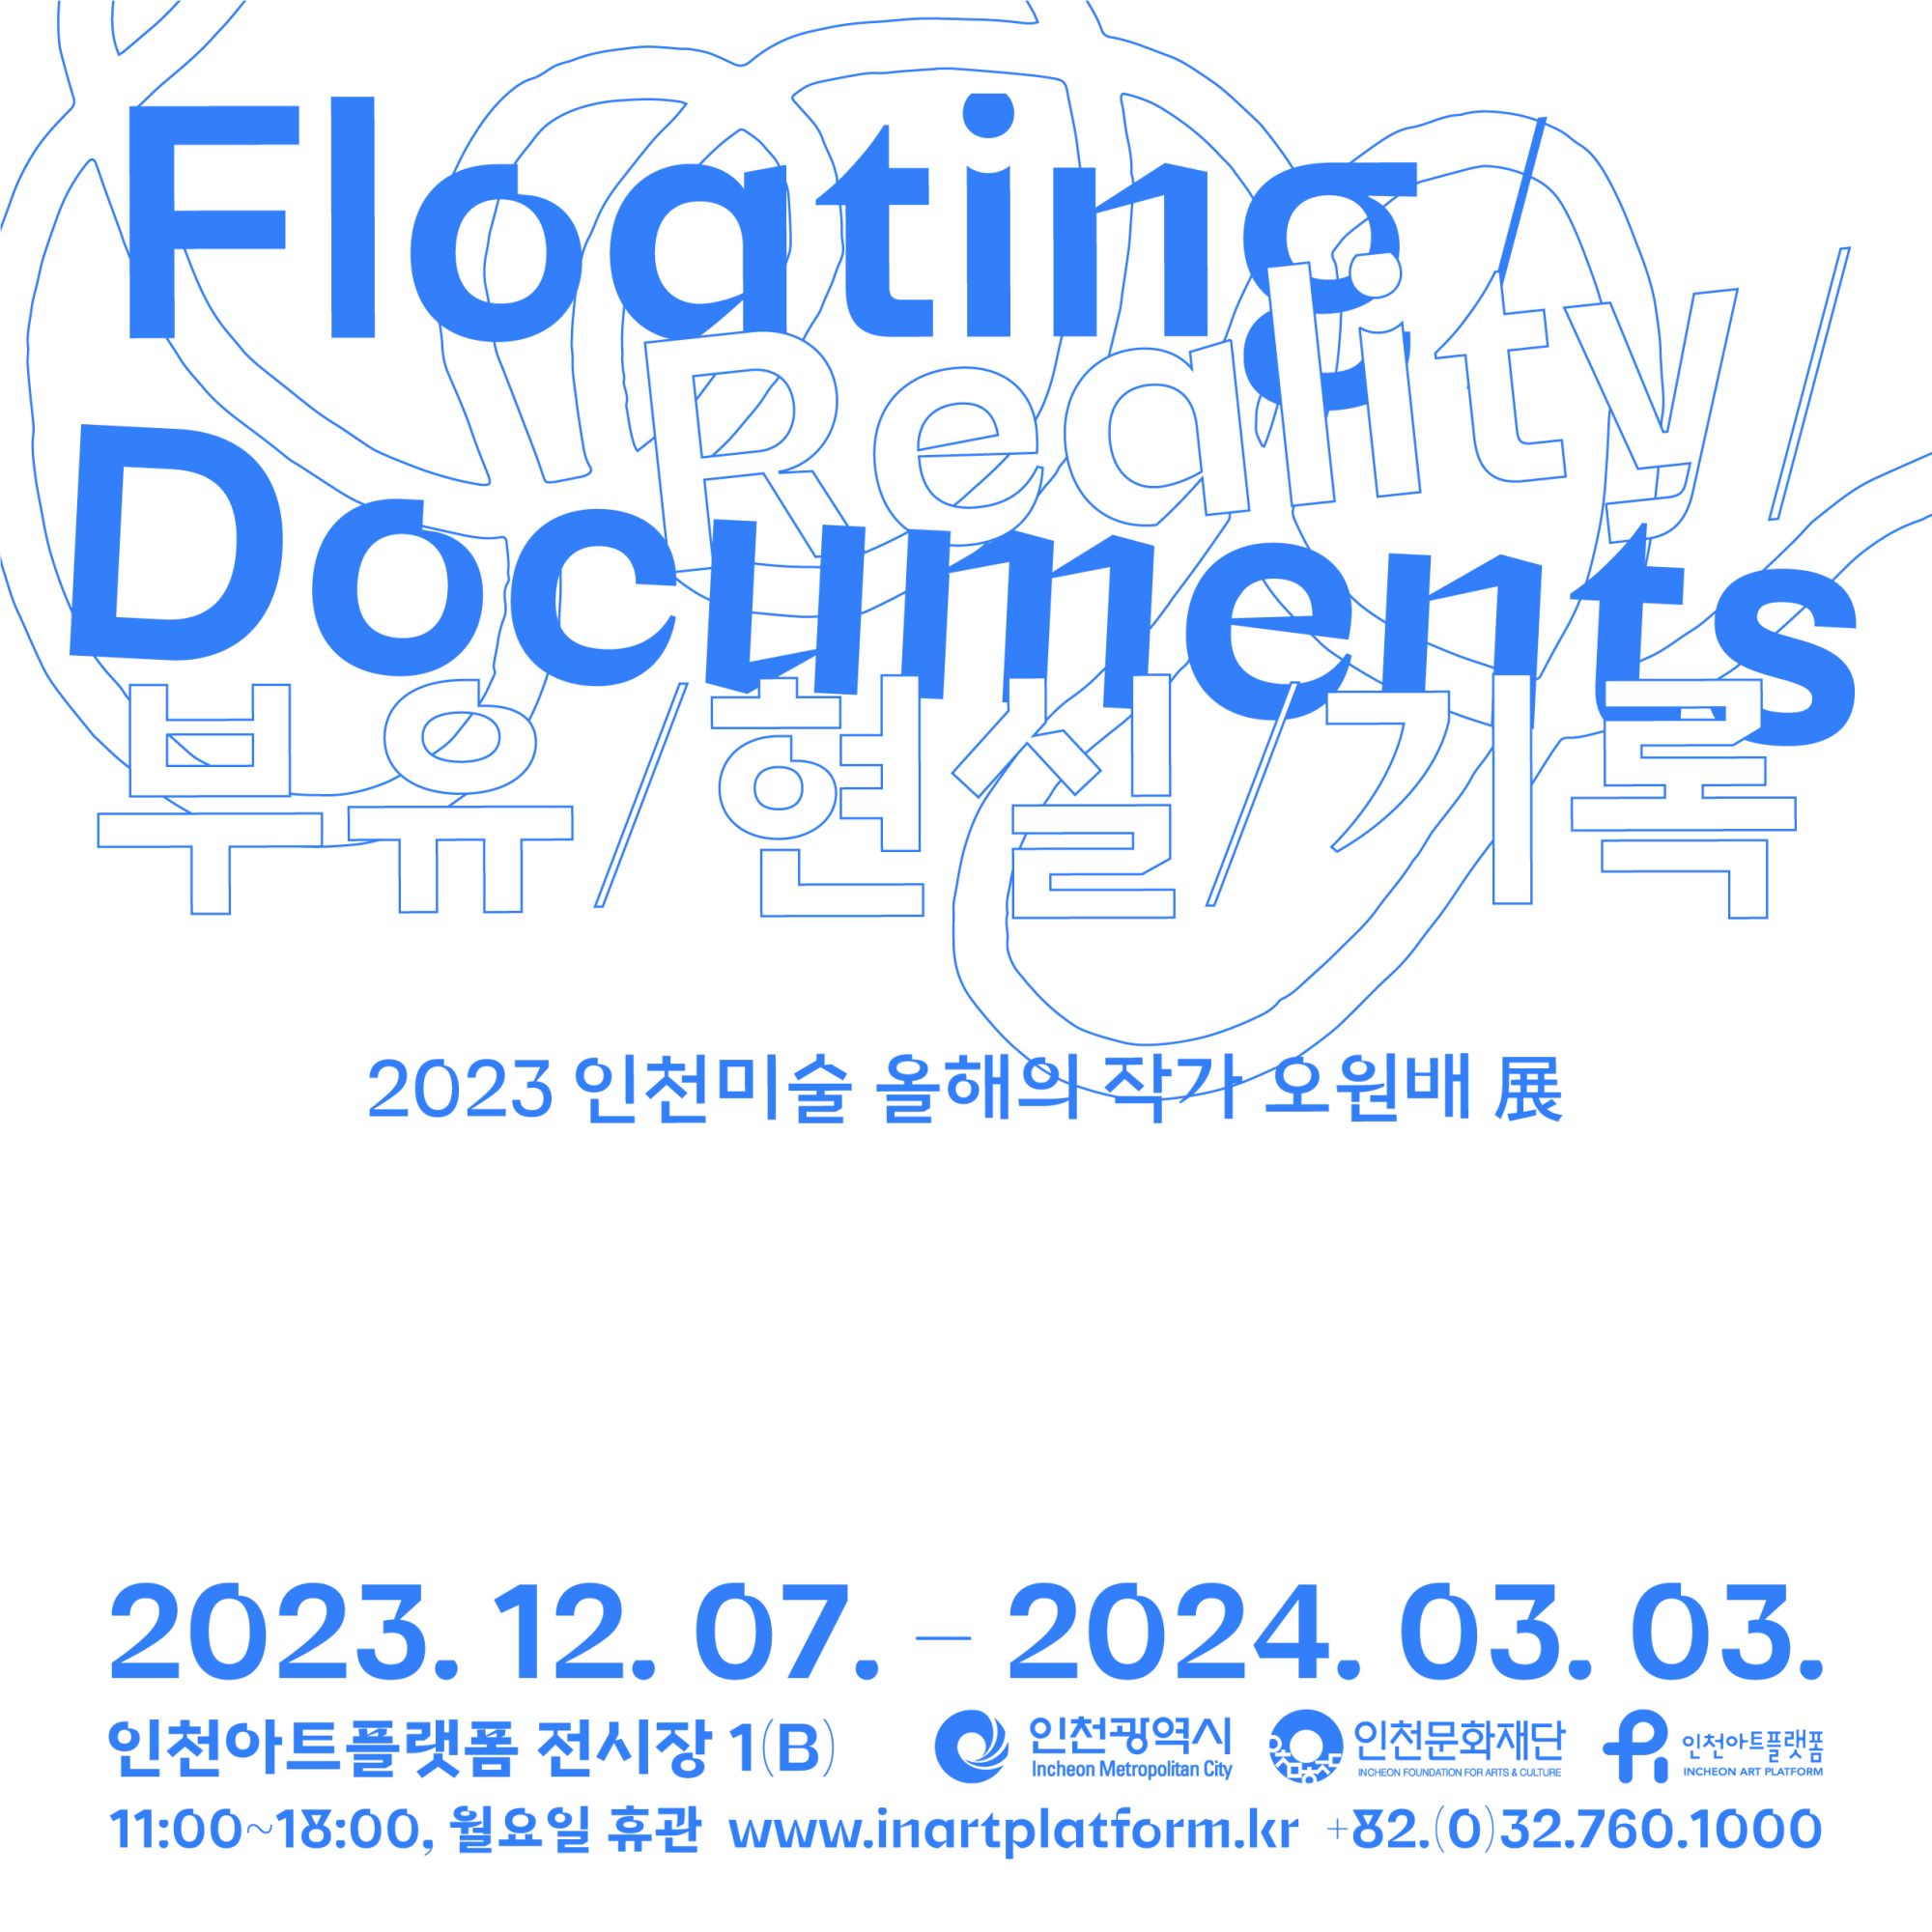 Floating
Reality/
Documents
부유/현실/기록
2023 인천미술 올해의 작가 오원배 展
2023. 12. 07. — 2024. 03. 03.
인천아트플랫폼 전시장 1(B)
인천광역시
Incheon Metropolitan City
인천문화재단
INCHEON FOUNDATION FOR ARTS & CULTURE
인천아트플랫폼
INCHEON ART PLATFORM
11:00~18:00, 월요일 휴관 www.inartplatform.kr +82.(0)32.760.1000